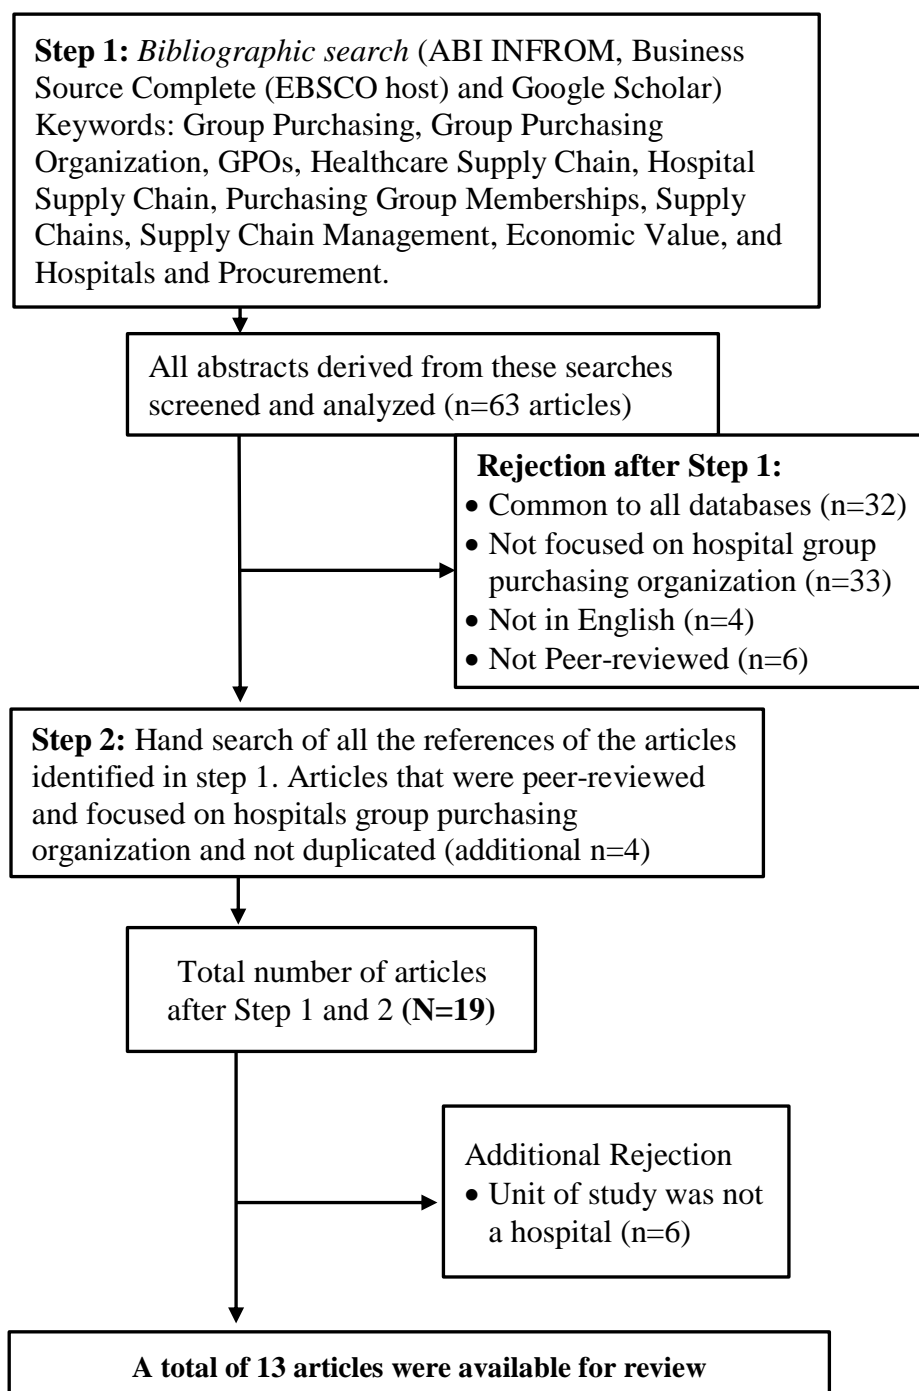 Step 1: Bibliographic search (ABI INFROM, Business
Source Complete (EBSCO host) and Google Scholar)
Keywords: Group Purchasing, Group Purchasing
Organization, GPOs, Healthcare Supply Chain, Hospital
Supply Chain, Purchasing Group Memberships, Supply
Chains, Supply Chain Management, Economic Value, and
Hospitals and Procurement.
All abstracts derived from these searches
screened and analyzed (n=63 articles)
Rejection after Step 1:
• Common to all databases (n=32)
• Not focused on hospital group
purchasing organization (n=33)
• Not in English (n=4)
• Not Peer-reviewed (n=6)
Step 2: Hand search of all the references of the articles
identified in step 1. Articles that were peer-reviewed
and focused on hospitals group purchasing
organization and not duplicated (additional n=4)
Total number of articles
after Step 1 and 2 (N=19)
Additional Rejection
• Unit of study was not
a hospital (n=6)
A total of 13 articles were available for review